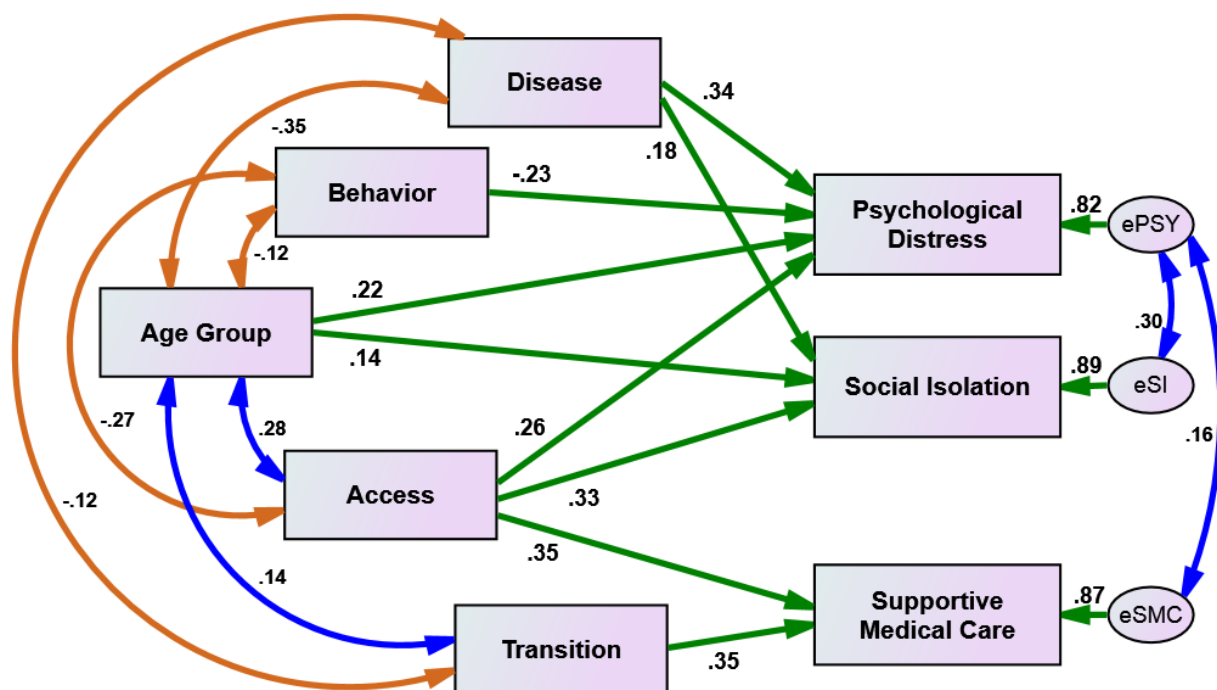 Disease
.34
-.35
.18
Behavior
-.23
Psychological
Distress
.82
ePSY
-.12
.22
Age Group
.14
.30
Social Isolation
.89
eSI
-.27
.28
.26
.16
Access
.33
-.12
.35
.14
Supportive
Medical Care
.87
eSMC
Transition
.35